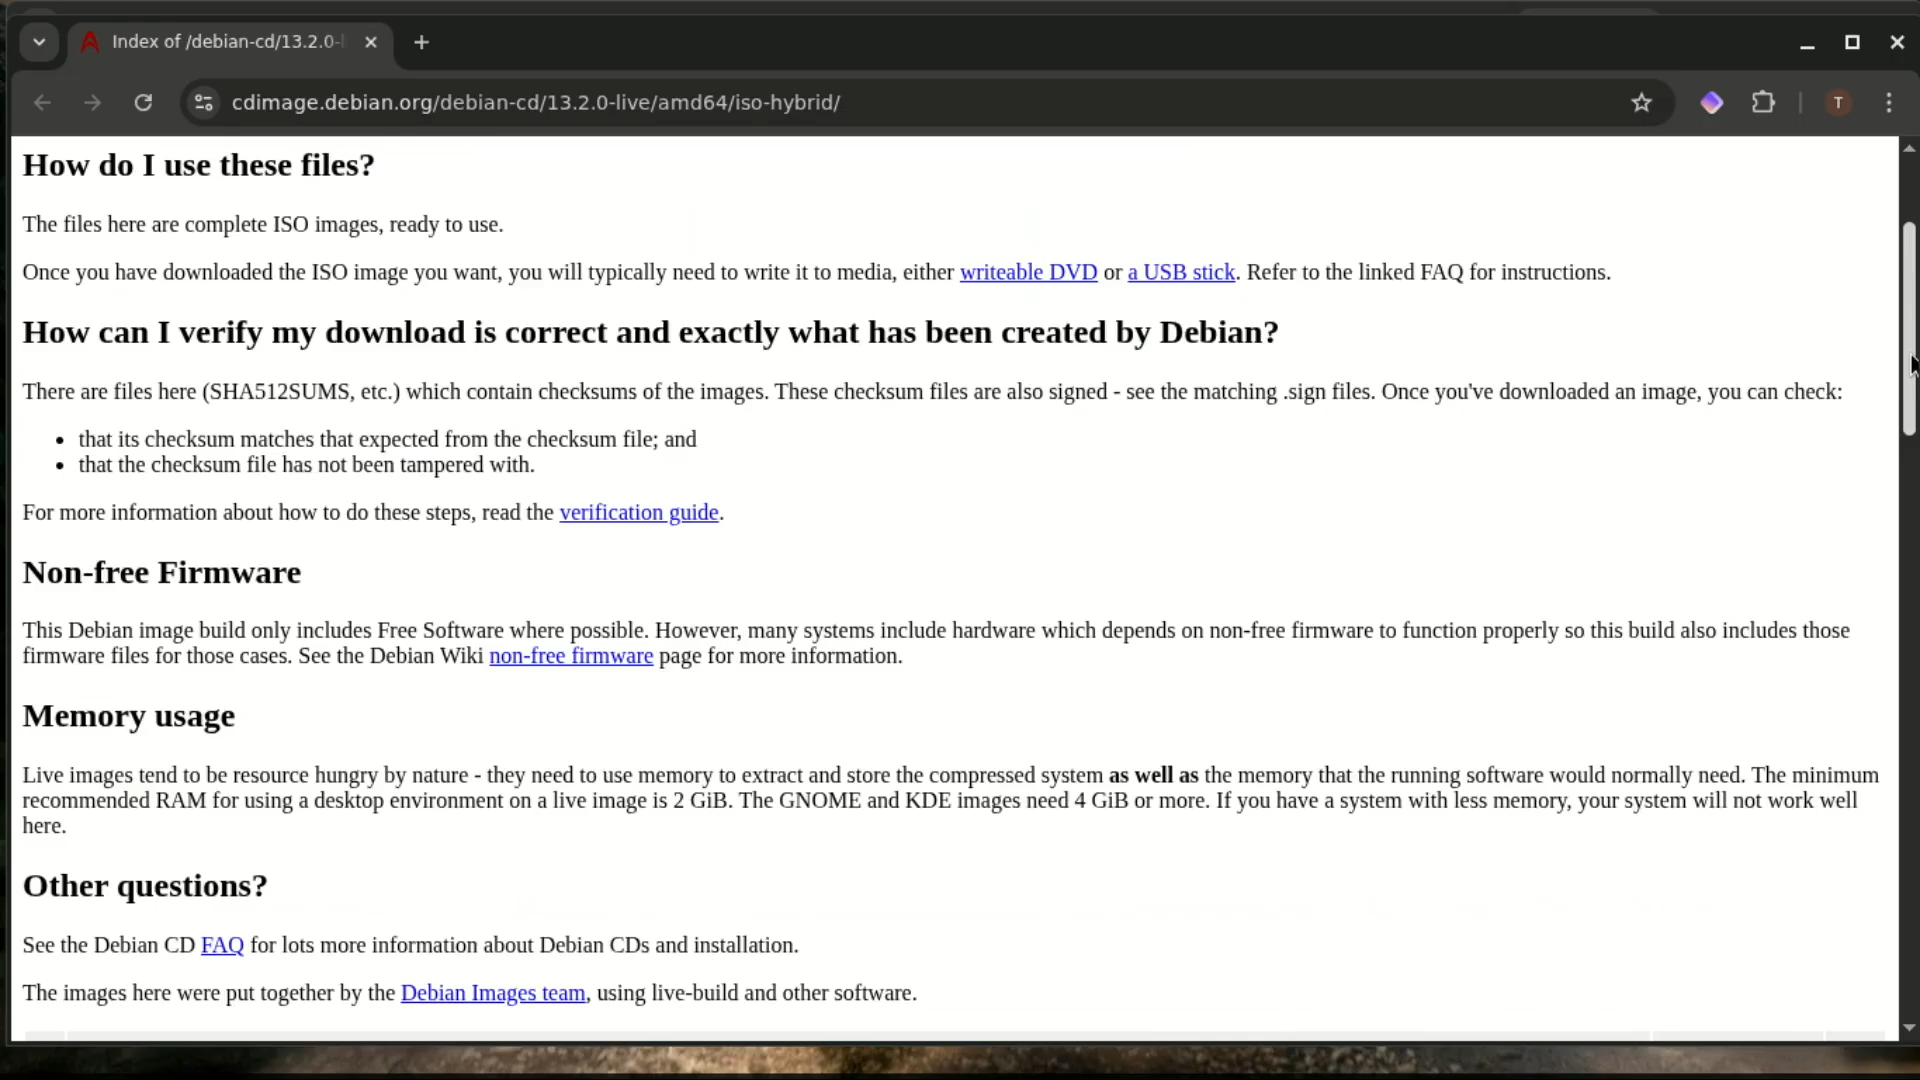 Index of /debian-cd/13.2.0-l
cdimage.debian.org/debian-cd/13.2.0-live/amd64/iso-hybrid/
T
How do I use these files?
The files here are complete ISO images, ready to use.
Once you have downloaded the ISO image you want, you will typically need to write it to media, either writeable DVD or a USB stick. Refer to the linked FAQ for instructions.
How can I verify my download is correct and exactly what has been created by Debian?
There are files here (SHA512SUMS, etc.) which contain checksums of the images. These checksum files are also signed - see the matching .sign files. Once you've downloaded an image, you can check:
• that its checksum matches that expected from the checksum file; and
• that the checksum file has not been tampered with.
For more information about how to do these steps, read the verification guide.
Non-free Firmware
This Debian image build only includes Free Software where possible. However, many systems include hardware which depends on non-free firmware to function properly so this build also includes those
firmware files for those cases. See the Debian Wiki non-free firmware page for more information.
Memory usage
Live images tend to be resource hungry by nature - they need to use memory to extract and store the compressed system as well as the memory that the running software would normally need. The minimum
recommended RAM for using a desktop environment on a live image is 2 GiB. The GNOME and KDE images need 4 GiB or more. If you have a system with less memory, your system will not work well
here.
Other questions?
See the Debian CD FAQ for lots more information about Debian CDs and installation.
The images here were put together by the Debian Images team, using live-build and other software.